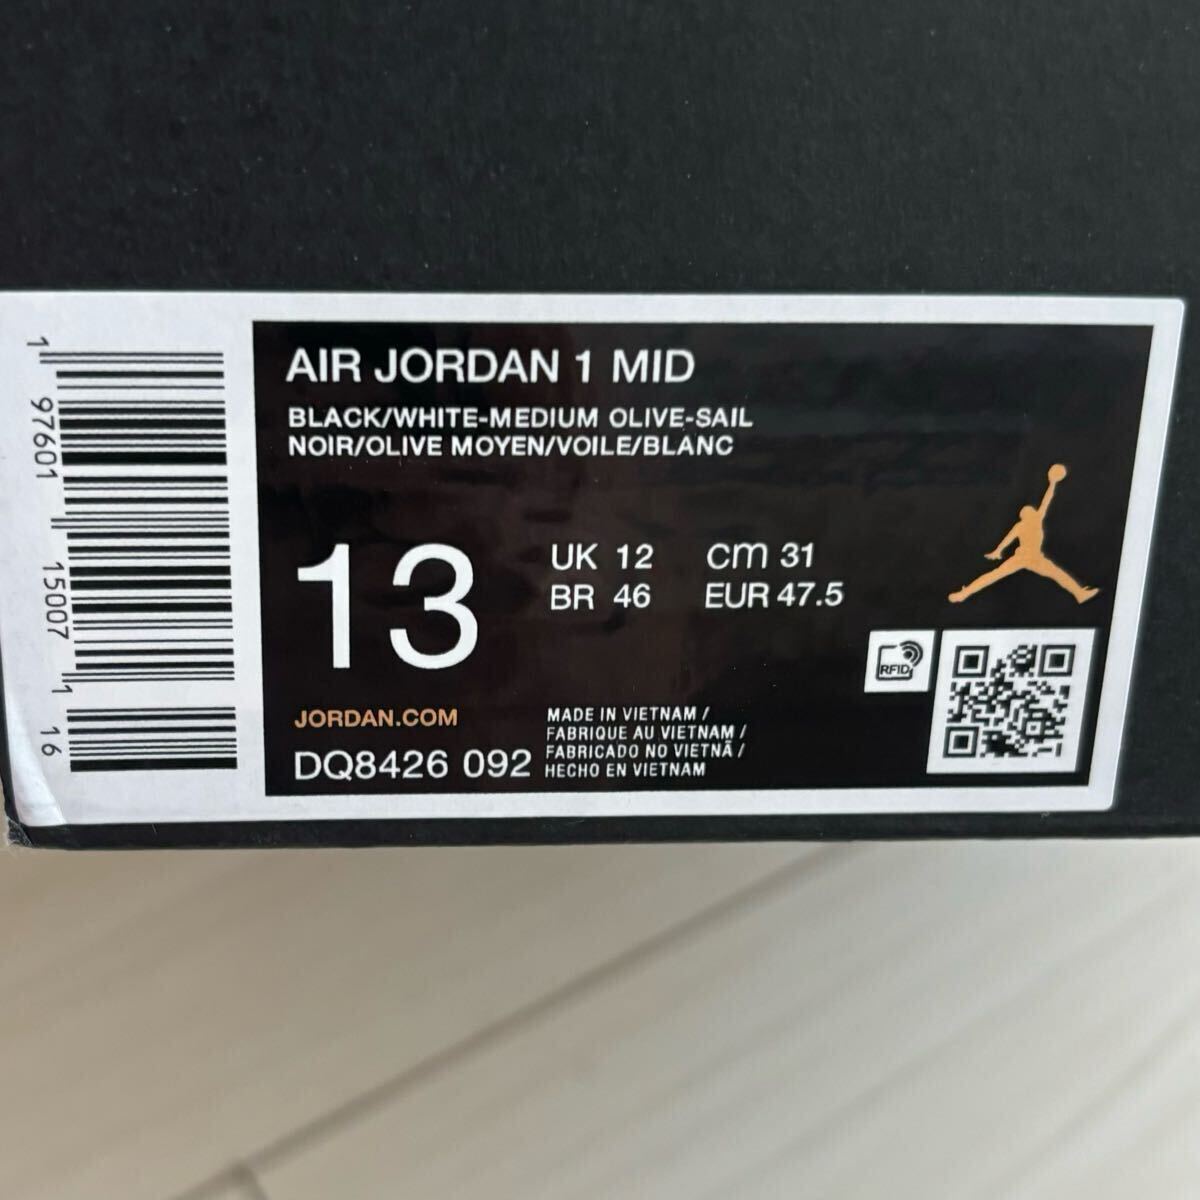 AIR JORDAN 1 MID
BLACK/WHITE-MEDIUM OLIVE-SAIL
NOIR/OLIVE MOYEN/VOILE/BLANC
13
UK 12 cm 31
BR 46 EUR 47.5
JORDAN.COM
DQ8426 092
MADE IN VIETNAM /
FABRIQUE AU VIETNAM /
FABRICADO NO VIETNÃ /
HECHO EN VIETNAM
RFID
1 97601 15007 1 16